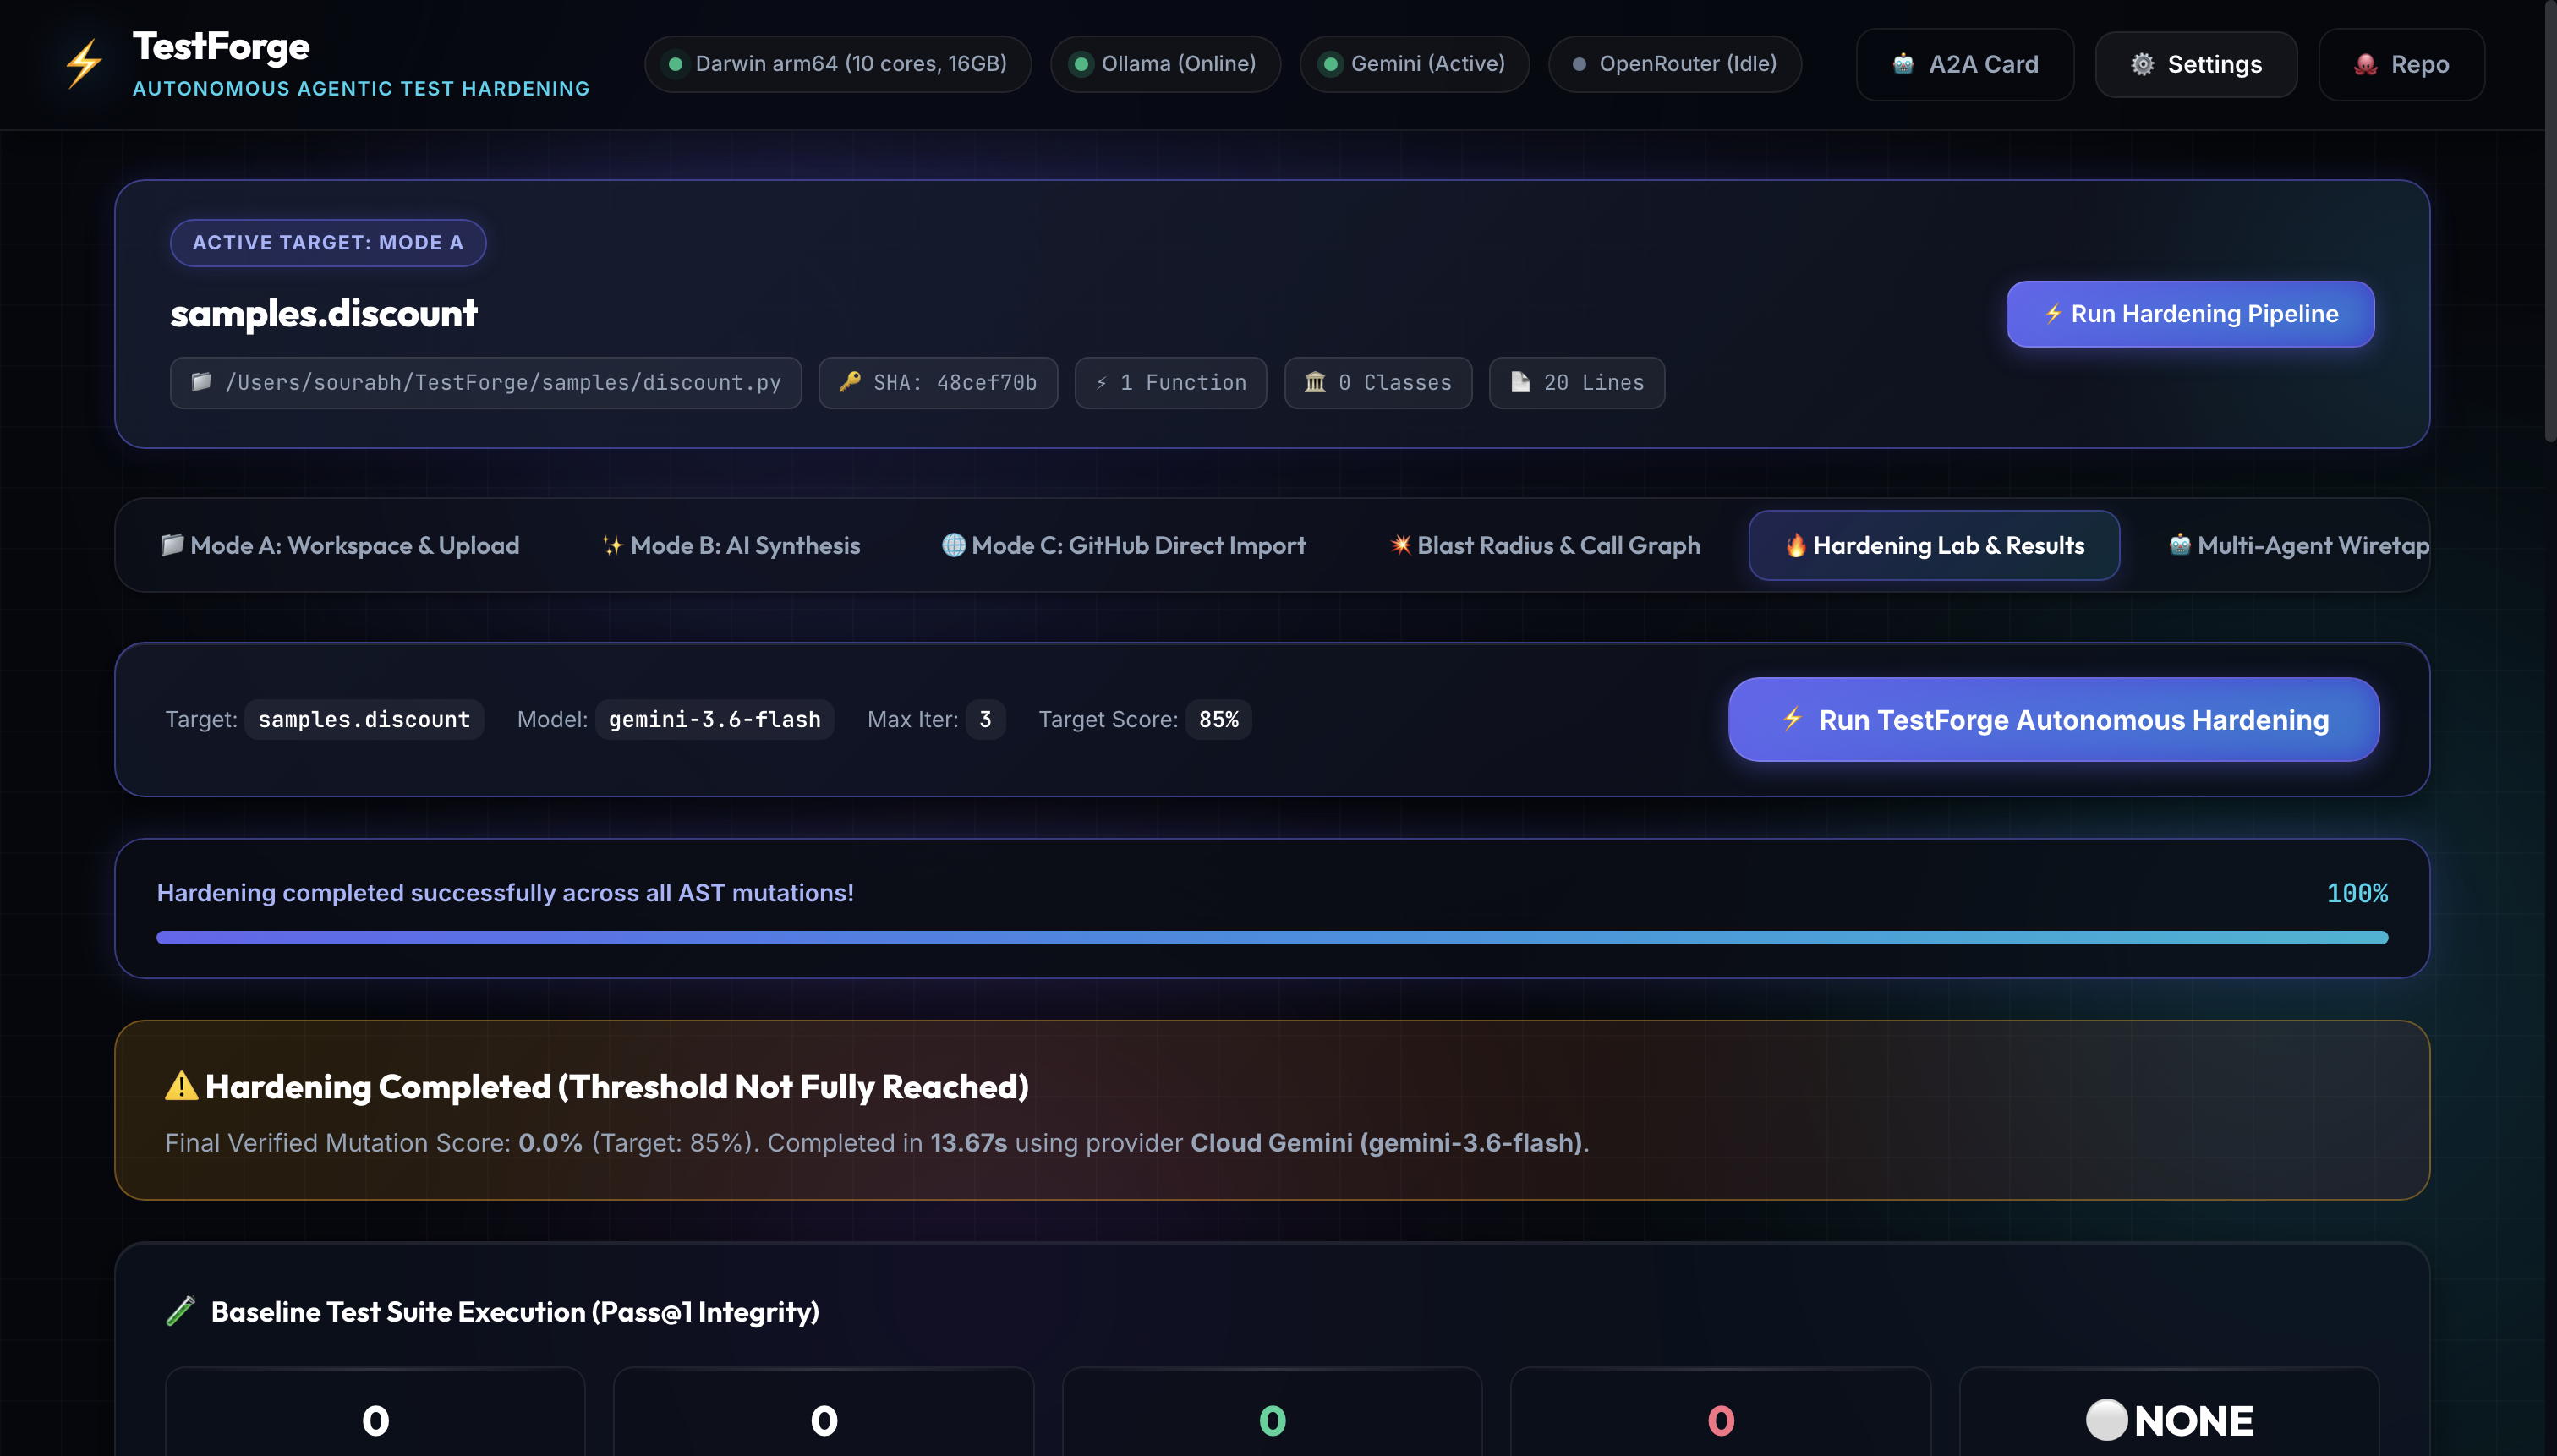 TestForge
AUTONOMOUS AGENTIC TEST HARDENING
Darwin arm64 (10 cores, 16GB)
Ollama (Online)
Gemini (Active)
OpenRouter (Idle)
A2A Card
Settings
Repo
ACTIVE TARGET: MODE A
samples.discount
/Users/sourabh/TestForge/samples/discount.py
SHA: 48cef70b
1 Function
0 Classes
20 Lines
Run Hardening Pipeline
Mode A: Workspace & Upload
Mode B: AI Synthesis
Mode C: GitHub Direct Import
Blast Radius & Call Graph
Hardening Lab & Results
Multi-Agent Wiretap
Target: samples.discount
Model: gemini-3.6-flash
Max Iter: 3
Target Score: 85%
Run TestForge Autonomous Hardening
Hardening completed successfully across all AST mutations!
100%
Hardening Completed (Threshold Not Fully Reached)
Final Verified Mutation Score: 0.0% (Target: 85%). Completed in 13.67s using provider Cloud Gemini (gemini-3.6-flash).
Baseline Test Suite Execution (Pass@1 Integrity)
0
0
0
0
NONE